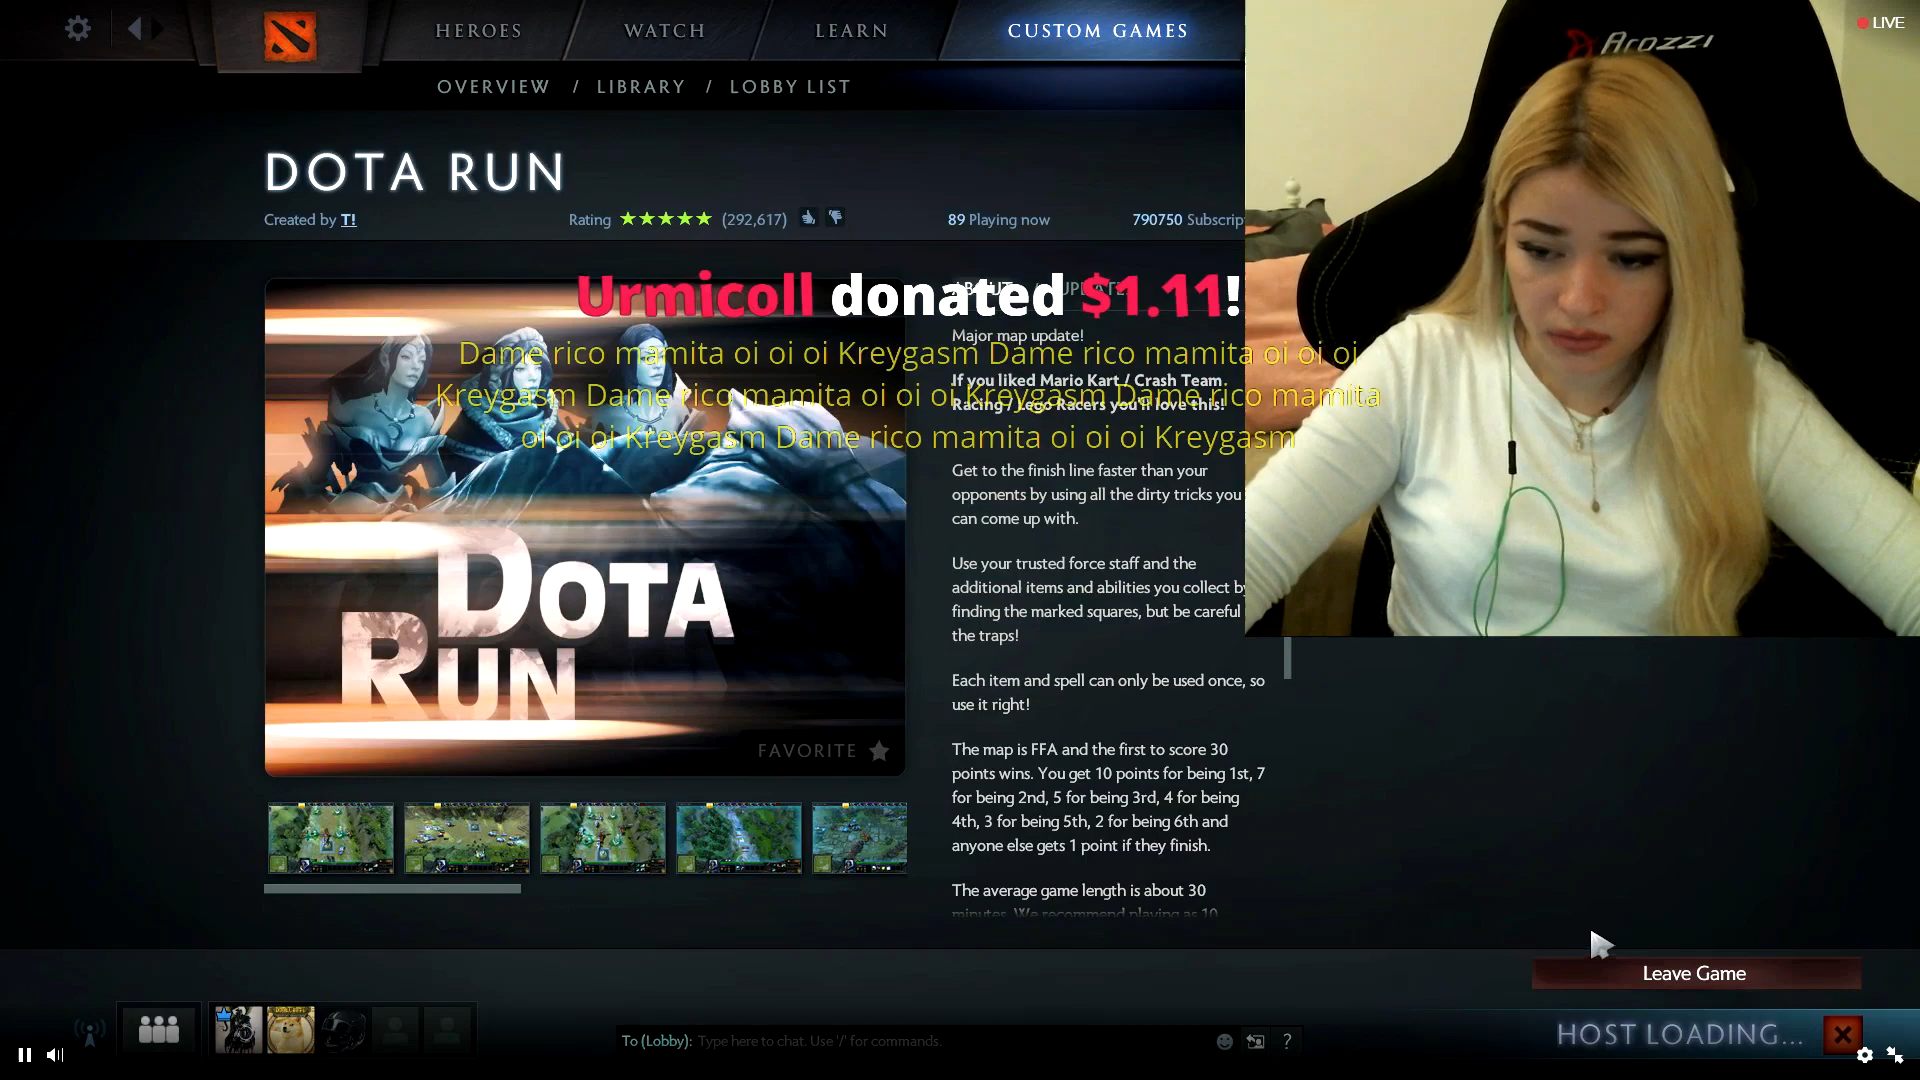 HEROES
WATCH
LEARN
CUSTOM GAMES
Arozzi
LIVE
OVERVIEW / LIBRARY / LOBBY LIST
DOTA RUN
Created by T!
Rating
(292,617)
89 Playing now
790750 Subscrip
Urmicoll donated $1.11!
ABOUT
Dame rico mamita oi oi oi Kreygasm Dame rico mamita oi oi oi
Kreygasm Dame rico mamita oi oi oi Kreygasm Dame rico mamita
oi oi oi Kreygasm Dame rico mamita oi oi oi Kreygasm
Major map update!
If you liked Mario Kart / Crash Team
Racing / Lego Racers you'll love this!
Get to the finish line faster than your
opponents by using all the dirty tricks you
can come up with.
Use your trusted force staff and the
additional items and abilities you collect by
finding the marked squares, but be careful
the traps!
Each item and spell can only be used once, so
use it right!
The map is FFA and the first to score 30
points wins. You get 10 points for being 1st, 7
for being 2nd, 5 for being 3rd, 4 for being
4th, 3 for being 5th, 2 for being 6th and
anyone else gets 1 point if they finish.
The average game length is about 30
minutes. We recommend playing as 10
DOTA
RUN
FAVORITE
Leave Game
To (Lobby): Type here to chat. Use '/' for commands.
?
HOST LOADING...